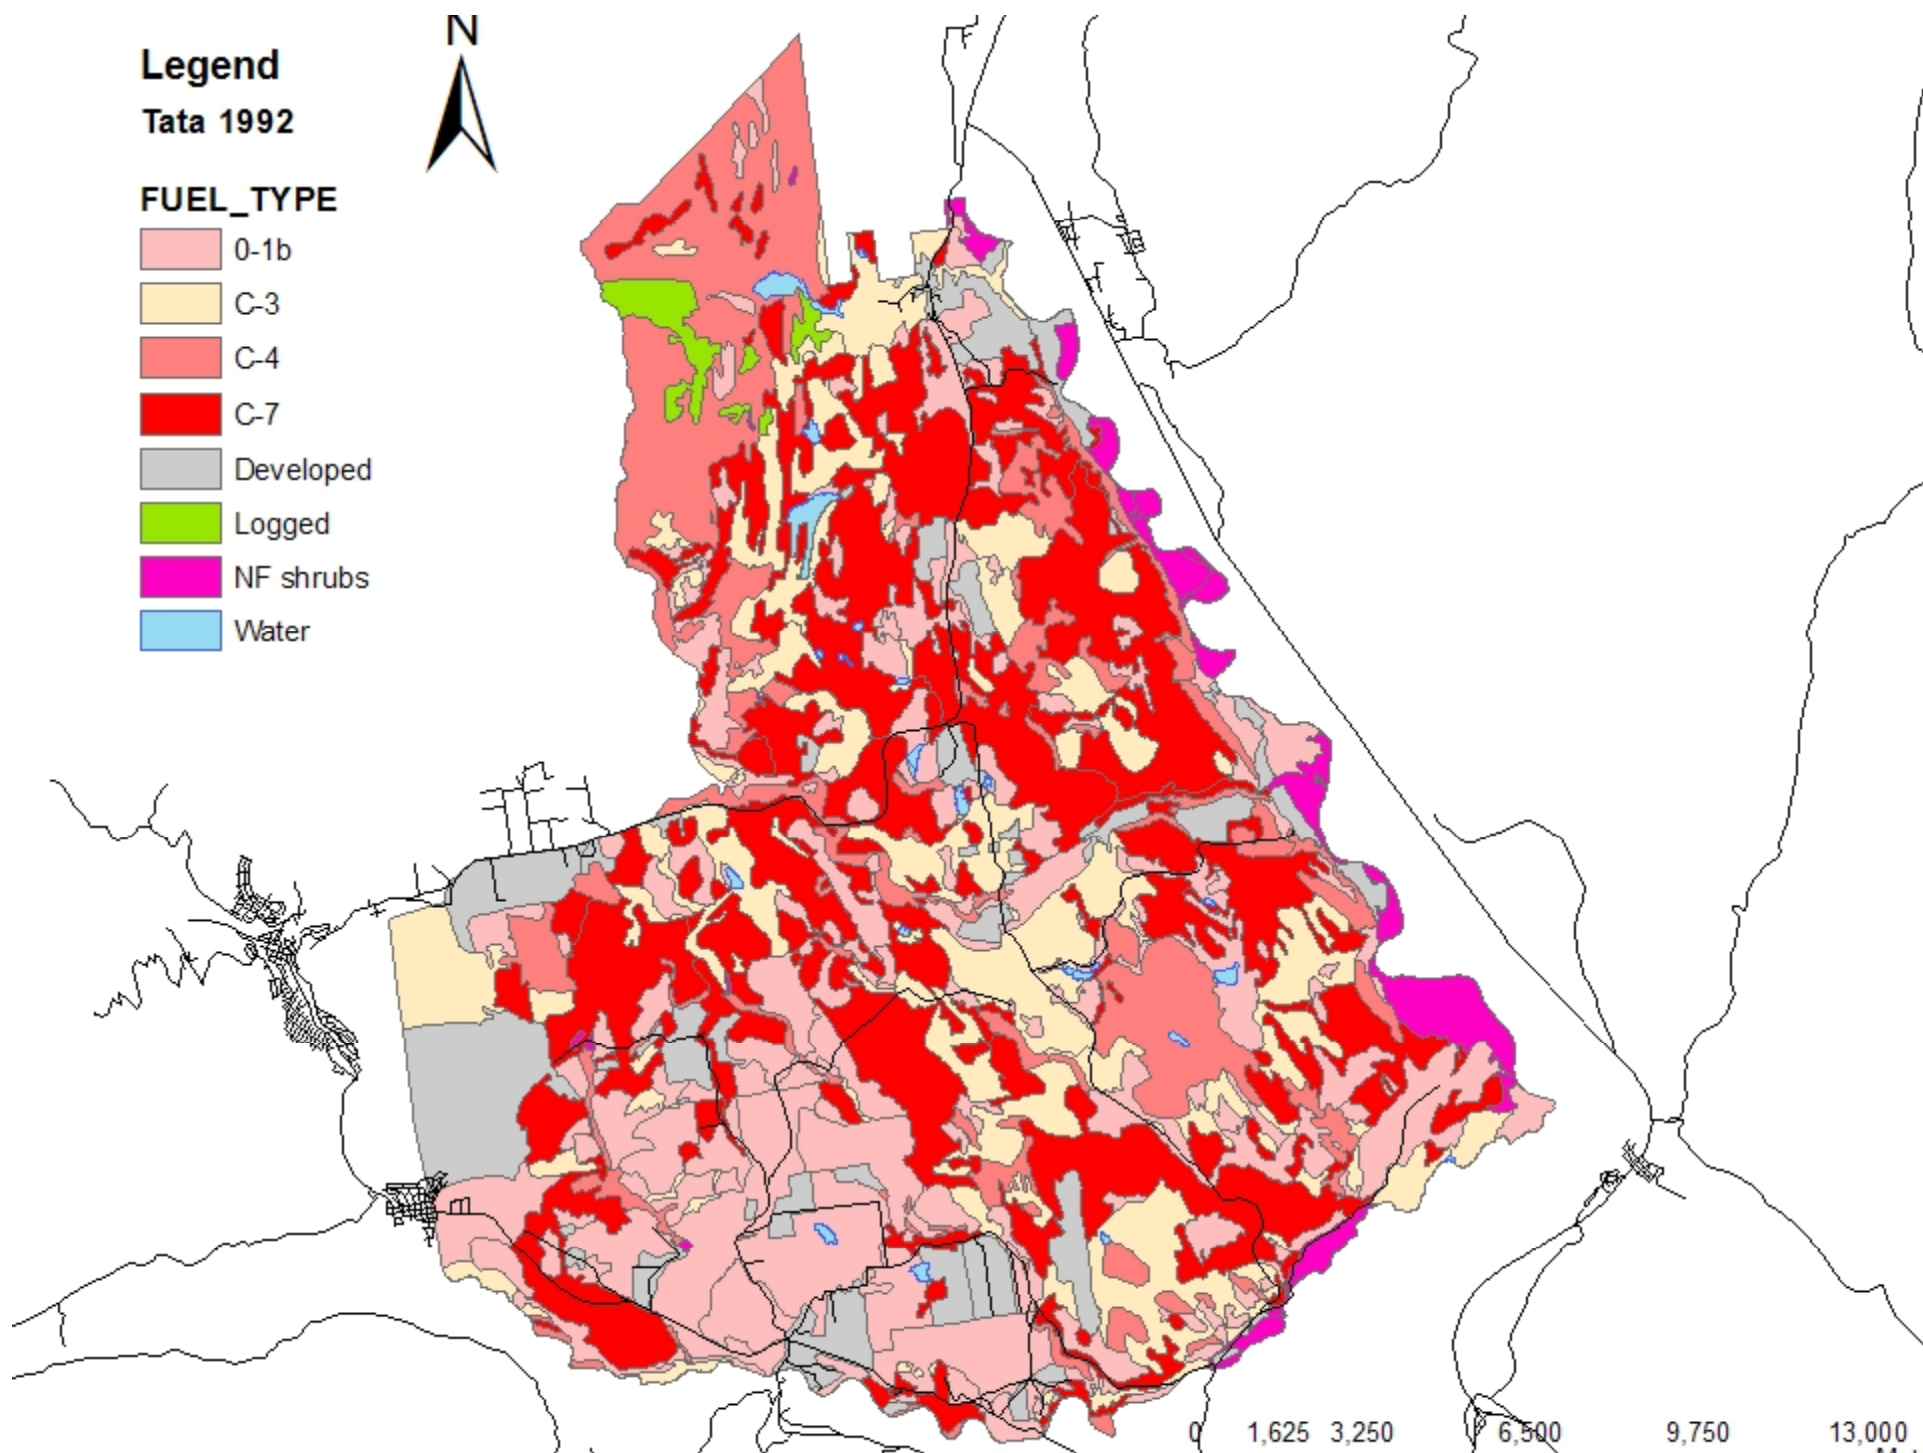 N
Legend
Tata 1992
FUEL_TYPE
0-1b
C-3
C-4
C-7
Developed
Logged
NF shrubs
Water
0 1,625 3,250 6,500 9,750 13,000